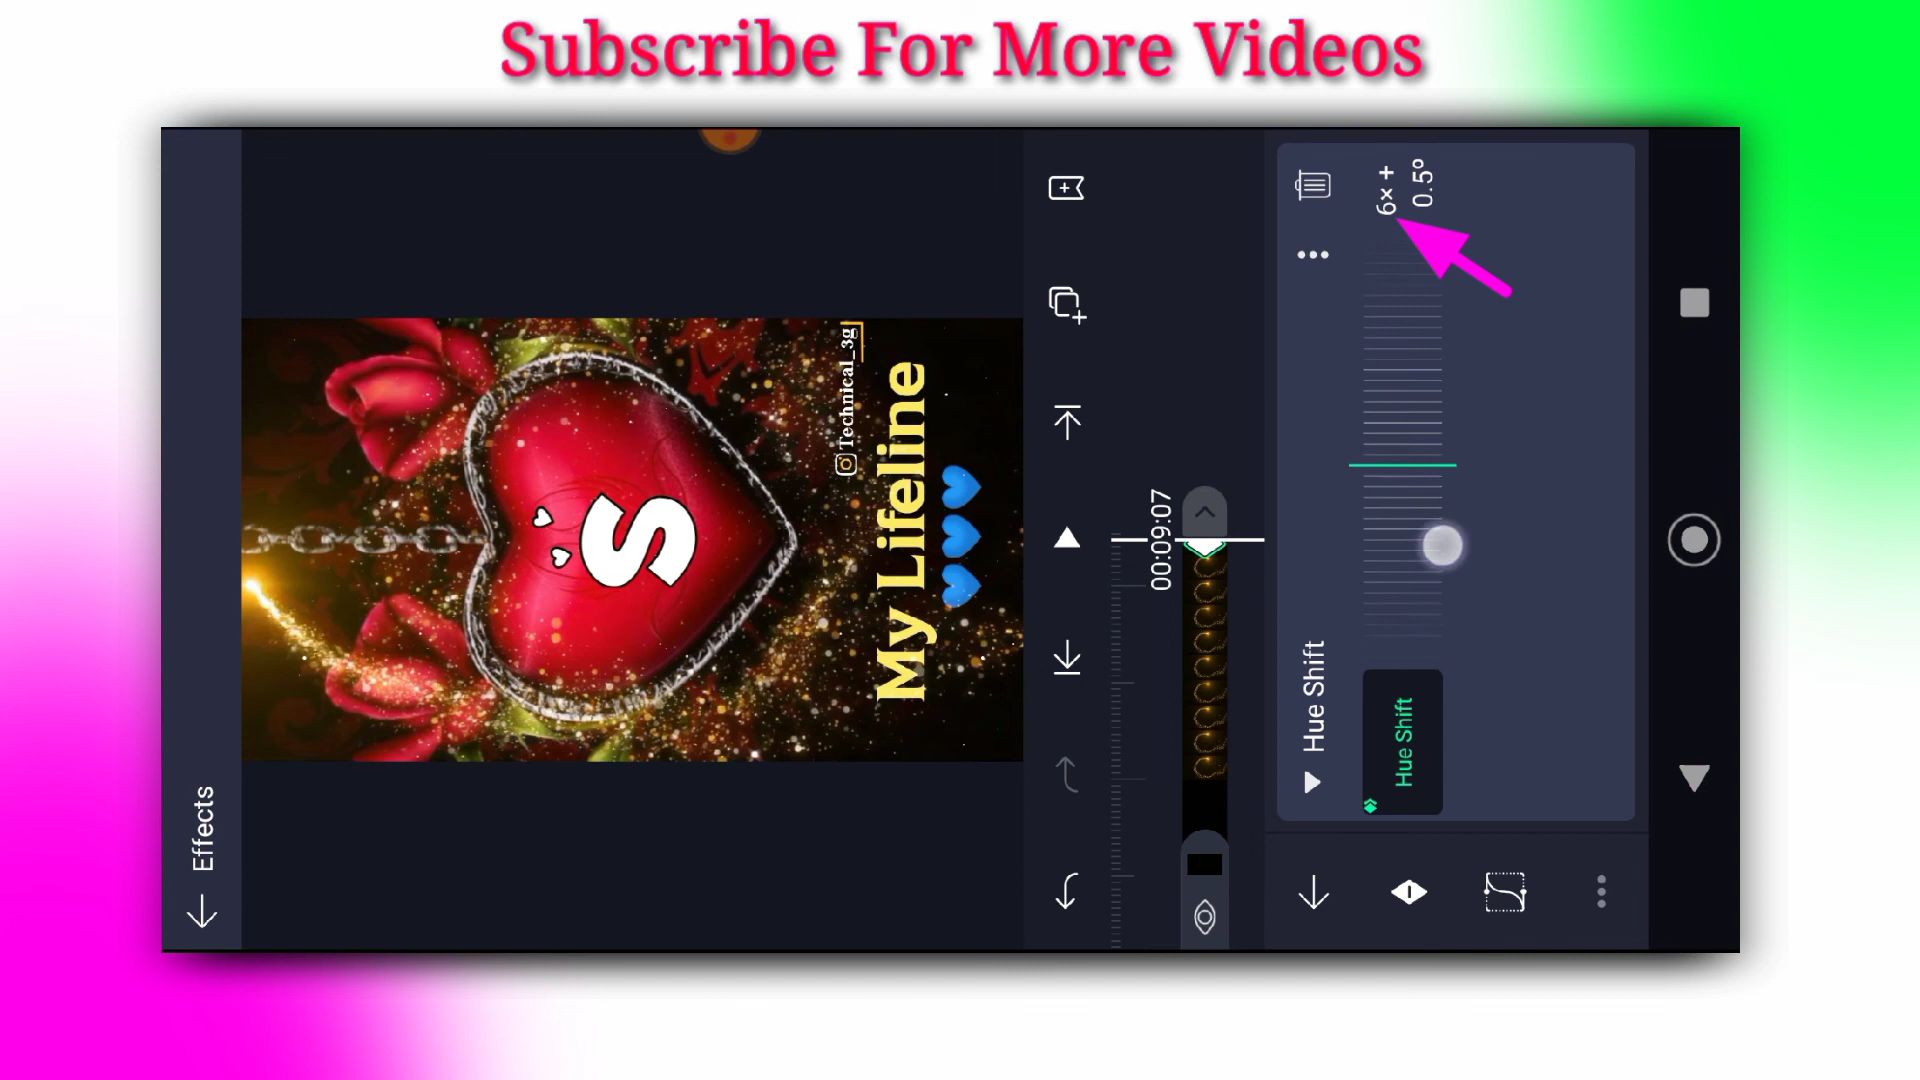 Subscribe For More Videos
Effects
Technical_3g
S
My Lifeline
00:09:07
Hue Shift
6× +
0.5°
Hue Shift